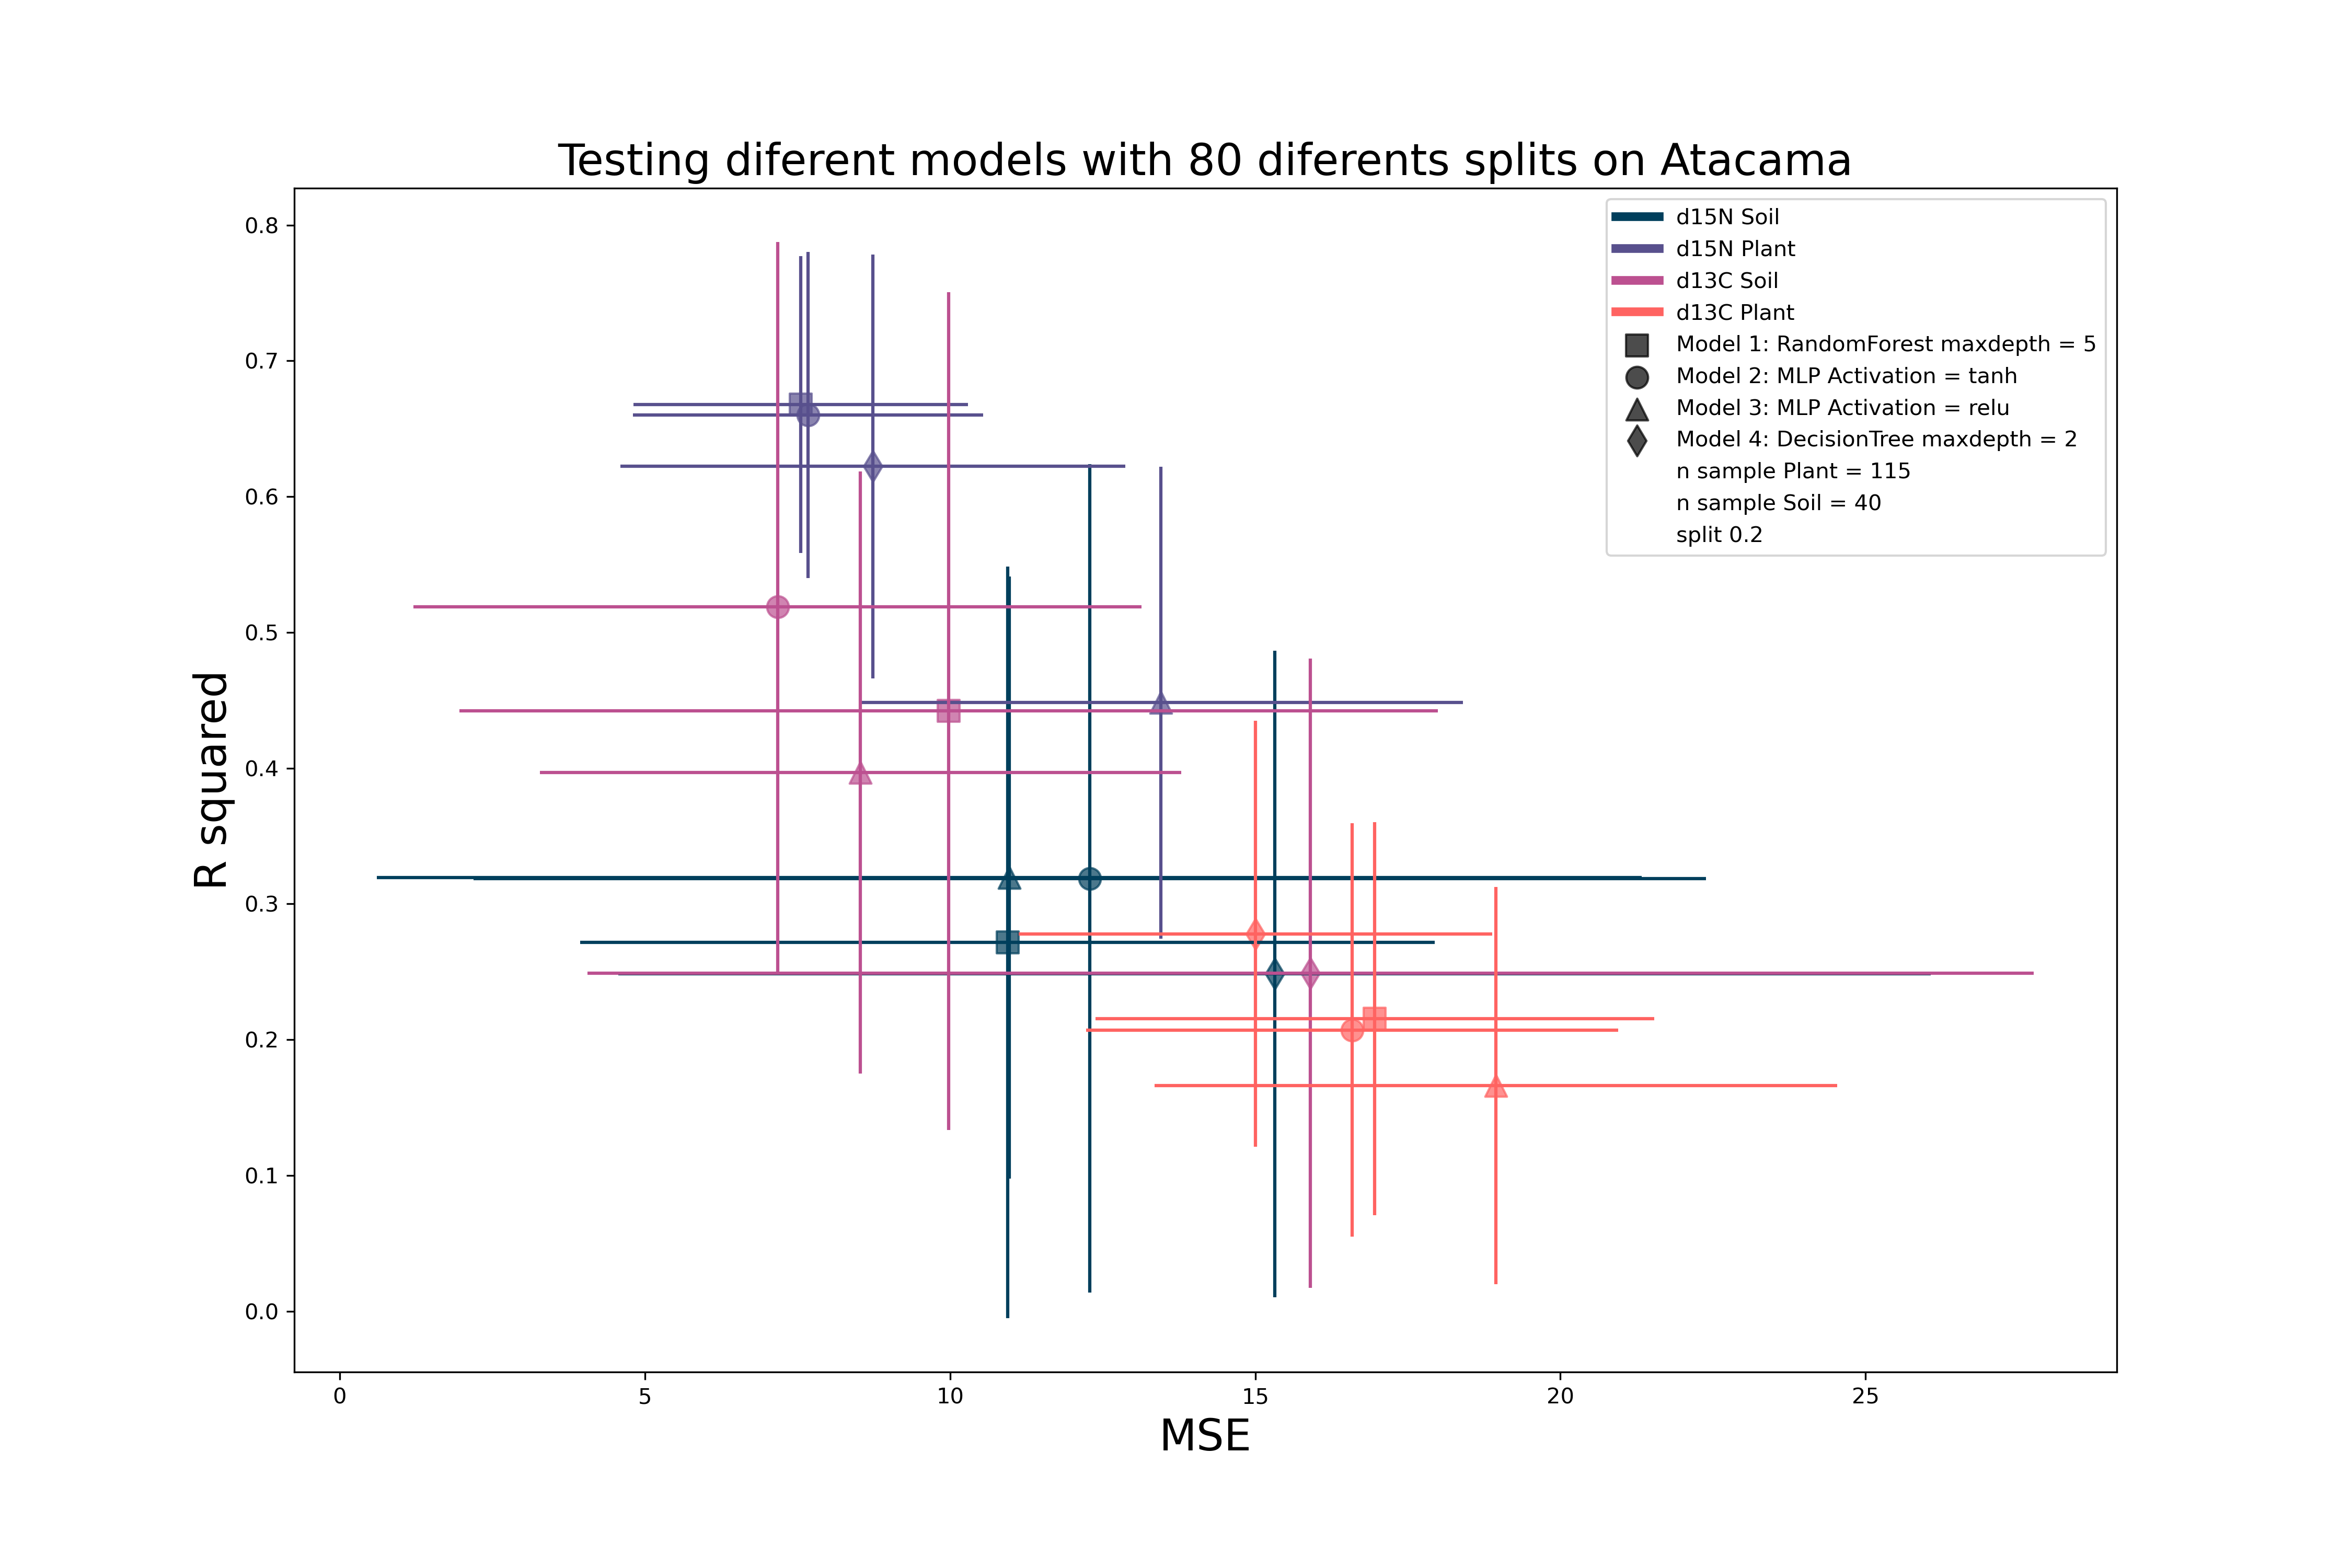 Testing diferent models with 80 diferents splits on Atacama
d15N Soil
d15N Plant
d13C Soil
d13C Plant
Model 1: RandomForest maxdepth = 5
Model 2: MLP Activation = tanh
Model 3: MLP Activation = relu
Model 4: DecisionTree maxdepth = 2
n sample Plant = 115
n sample Soil = 40
split 0.2
R squared
0.8
0.7
0.6
0.5
0.4
0.3
0.2
0.1
0.0
0 5 10 15 20 25
MSE